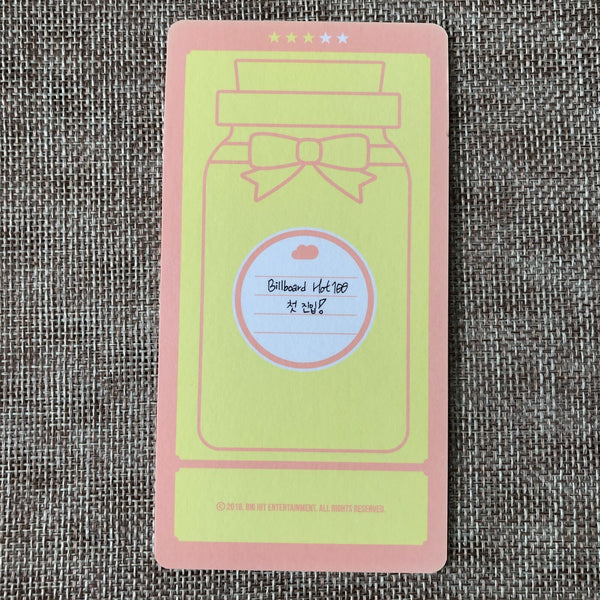 Billboard Hot 100
첫 진입!
© 2018. BIG HIT ENTERTAINMENT. ALL RIGHTS RESERVED.